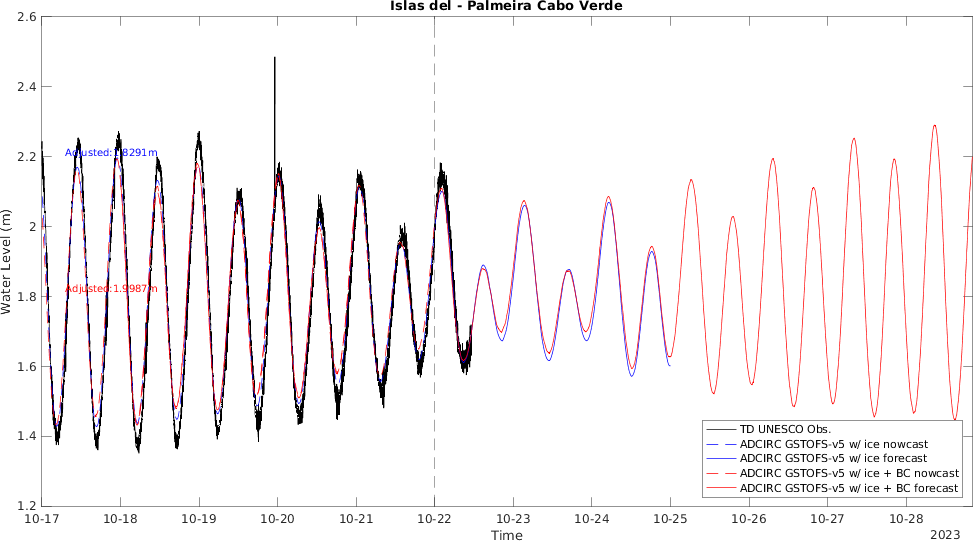 Islas del - Palmeira Cabo Verde
2.6
2.4
2.2
2
1.8
1.6
1.4
1.2
Water Level (m)
Adjusted:1.8291m
Adjusted:1.9987m
TD UNESCO Obs.
ADCIRC GSTOFS-v5 w/ ice nowcast
ADCIRC GSTOFS-v5 w/ ice forecast
ADCIRC GSTOFS-v5 w/ ice + BC nowcast
ADCIRC GSTOFS-v5 w/ ice + BC forecast
10-17 10-18 10-19 10-20 10-21 10-22 10-23 10-24 10-25 10-26 10-27 10-28
Time
2023